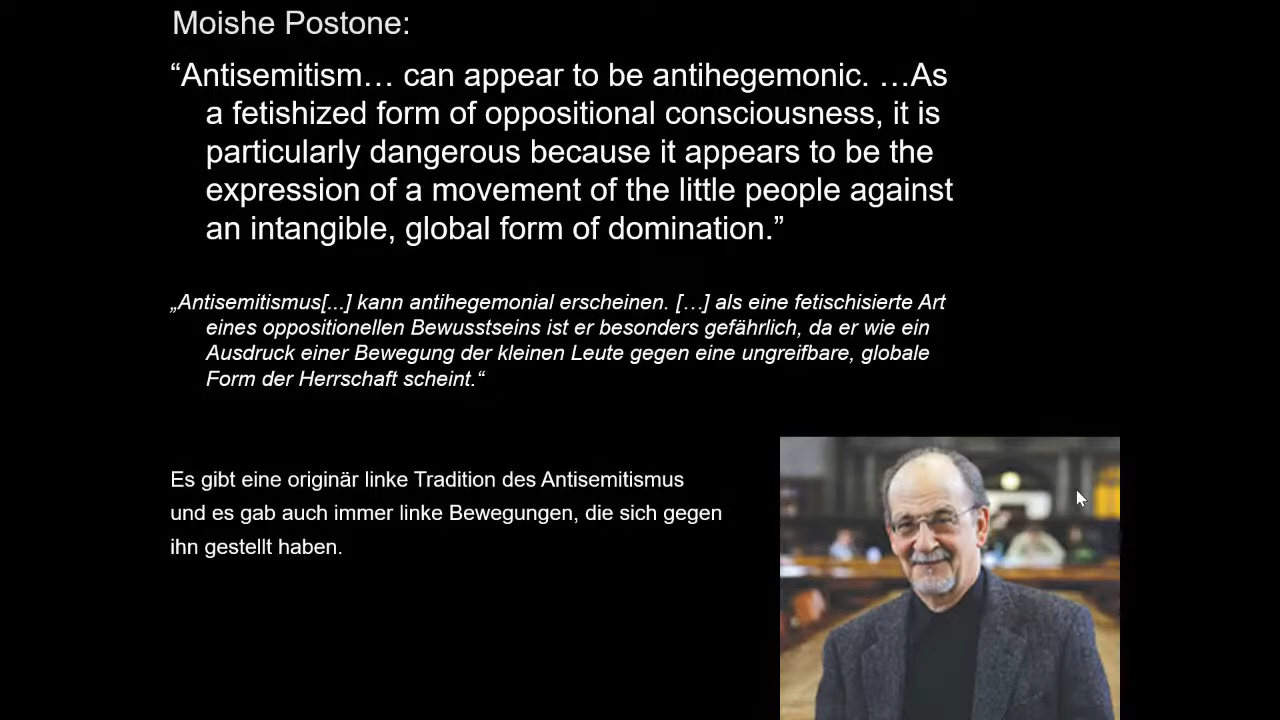 Moishe Postone:
“Antisemitism… can appear to be antihegemonic. …As
a fetishized form of oppositional consciousness, it is
particularly dangerous because it appears to be the
expression of a movement of the little people against
an intangible, global form of domination.”
„Antisemitismus[...] kann antihegemonial erscheinen. […] als eine fetischisierte Art
eines oppositionellen Bewusstseins ist er besonders gefährlich, da er wie ein
Ausdruck einer Bewegung der kleinen Leute gegen eine ungreifbare, globale
Form der Herrschaft scheint.“
Es gibt eine originär linke Tradition des Antisemitismus
und es gab auch immer linke Bewegungen, die sich gegen
ihn gestellt haben.